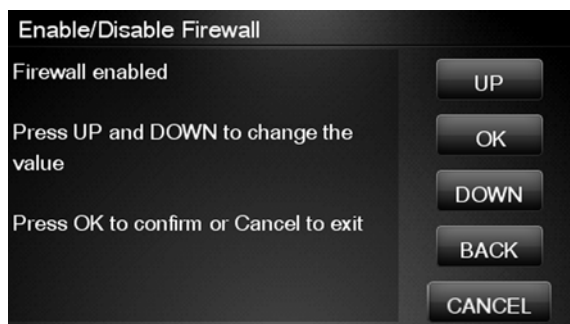 Enable/Disable Firewall
Firewall enabled
Press UP and DOWN to change the
value
Press OK to confirm or Cancel to exit
UP
OK
DOWN
BACK
CANCEL